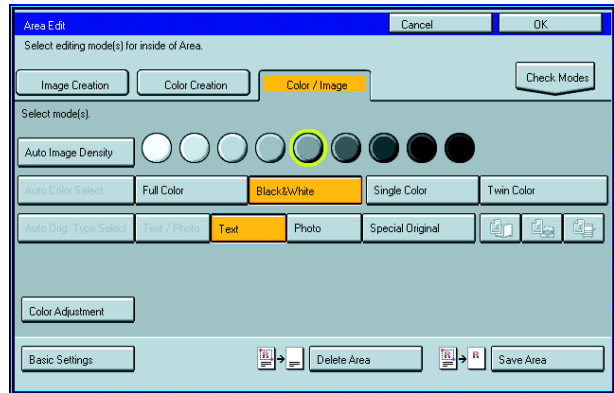 Area Edit Cancel OK
Select editing mode(s) for inside of Area.
Image Creation Color Creation Color / Image Check Modes
Select mode(s).
Auto Image Density
Auto Color Select Full Color Black&White Single Color Twin Color
Auto Orig. Type Select Text / Photo Text Photo Special Original
Color Adjustment
Basic Settings R Delete Area R R Save Area